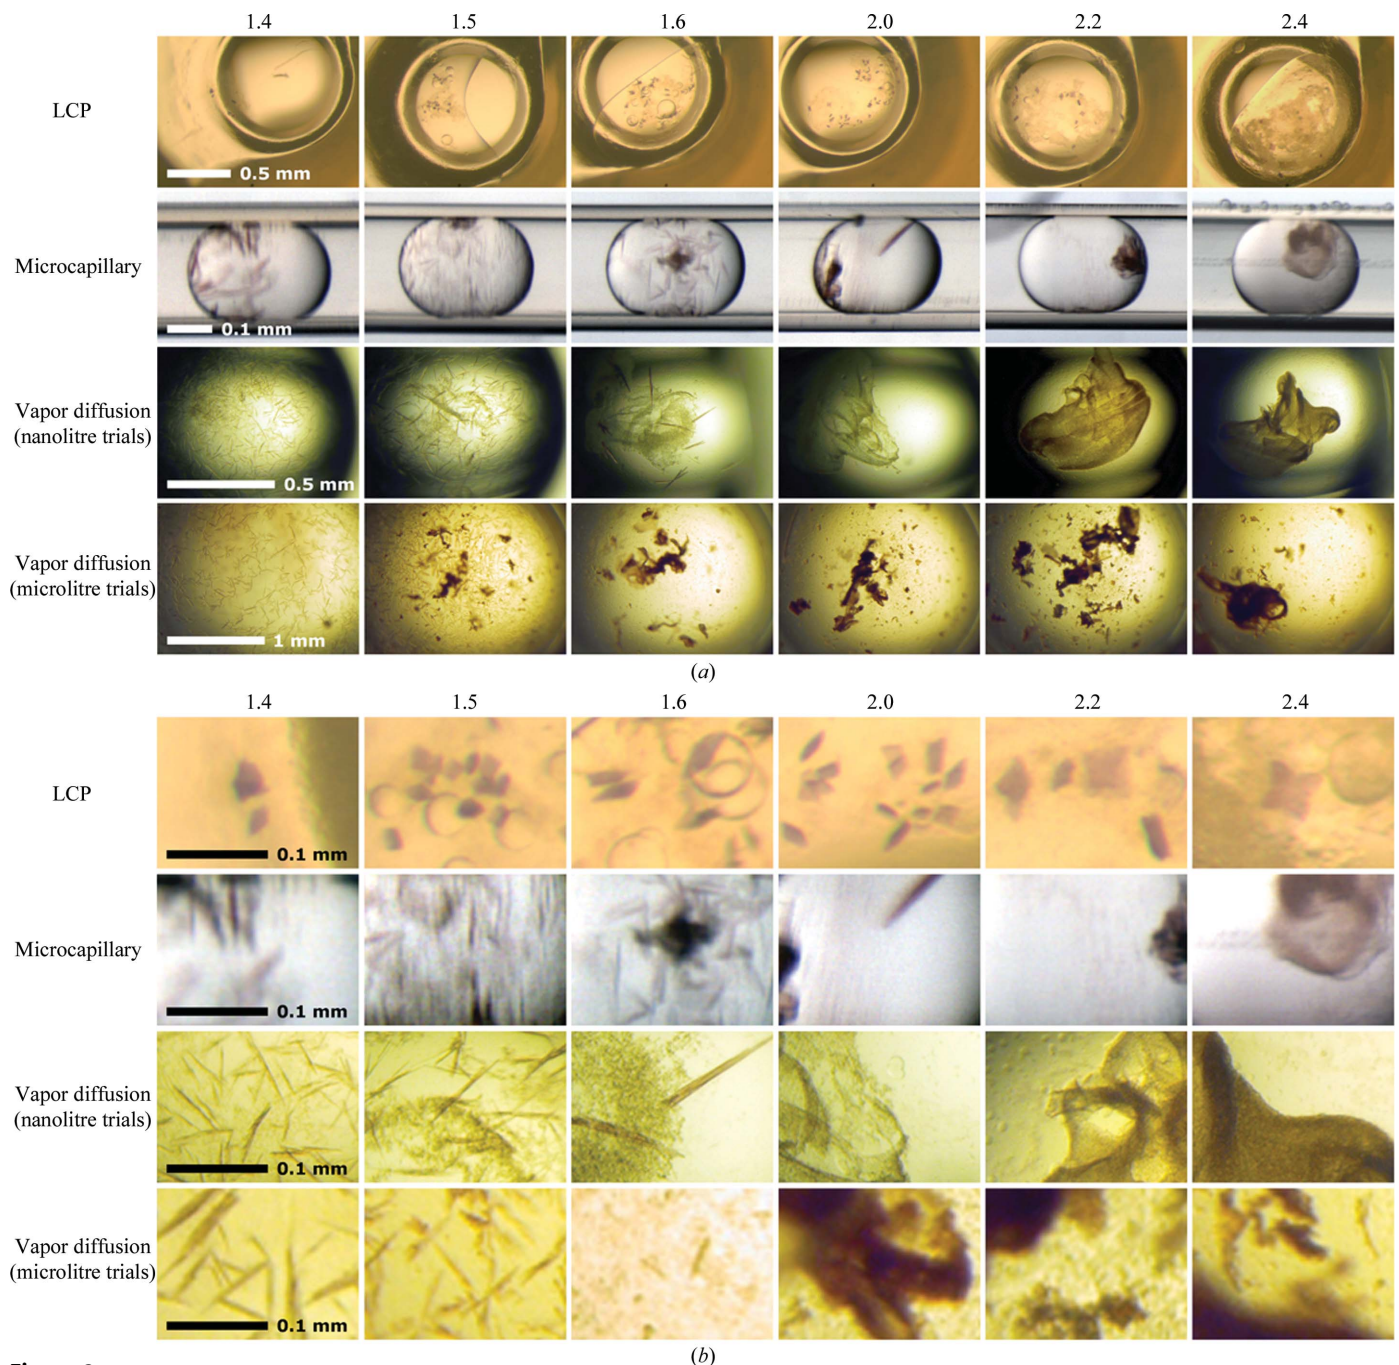 1.4 1.5 1.6 2.0 2.2 2.4
LCP
0.5 mm
Microcapillary
0.1 mm
Vapor diffusion
(nanolitre trials)
0.5 mm
Vapor diffusion
(microlitre trials)
1 mm
(a)
1.4 1.5 1.6 2.0 2.2 2.4
LCP
0.1 mm
Microcapillary
0.1 mm
Vapor diffusion
(nanolitre trials)
0.1 mm
Vapor diffusion
(microlitre trials)
0.1 mm
(b)